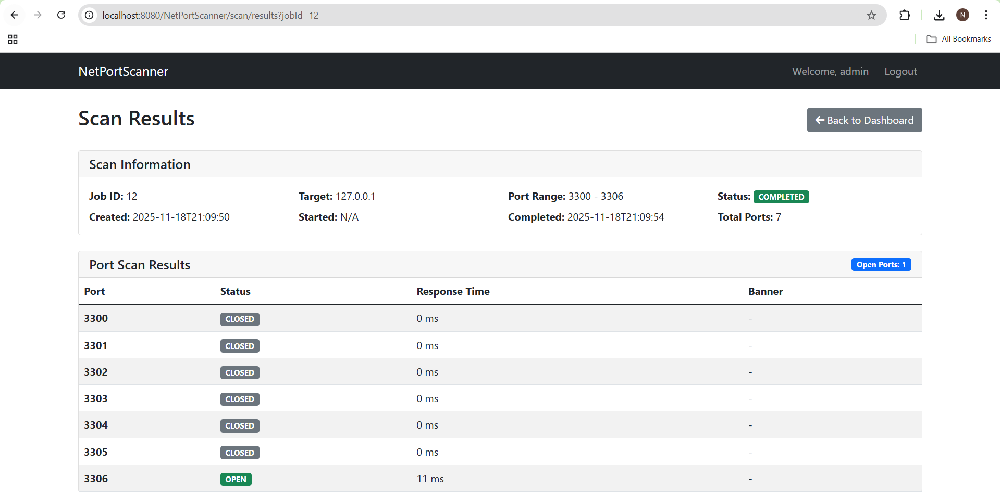 localhost:8080/NetPortScanner/scan/results?jobId=12
N
All Bookmarks
NetPortScanner
Welcome, admin
Logout
Scan Results
Back to Dashboard
Scan Information
Job ID: 12
Target: 127.0.0.1
Port Range: 3300 - 3306
Status: COMPLETED
Created: 2025-11-18T21:09:50
Started: N/A
Completed: 2025-11-18T21:09:54
Total Ports: 7
Port Scan Results
Open Ports: 1
Port Status Response Time Banner
3300 CLOSED 0 ms -
3301 CLOSED 0 ms -
3302 CLOSED 0 ms -
3303 CLOSED 0 ms -
3304 CLOSED 0 ms -
3305 CLOSED 0 ms -
3306 OPEN 11 ms -